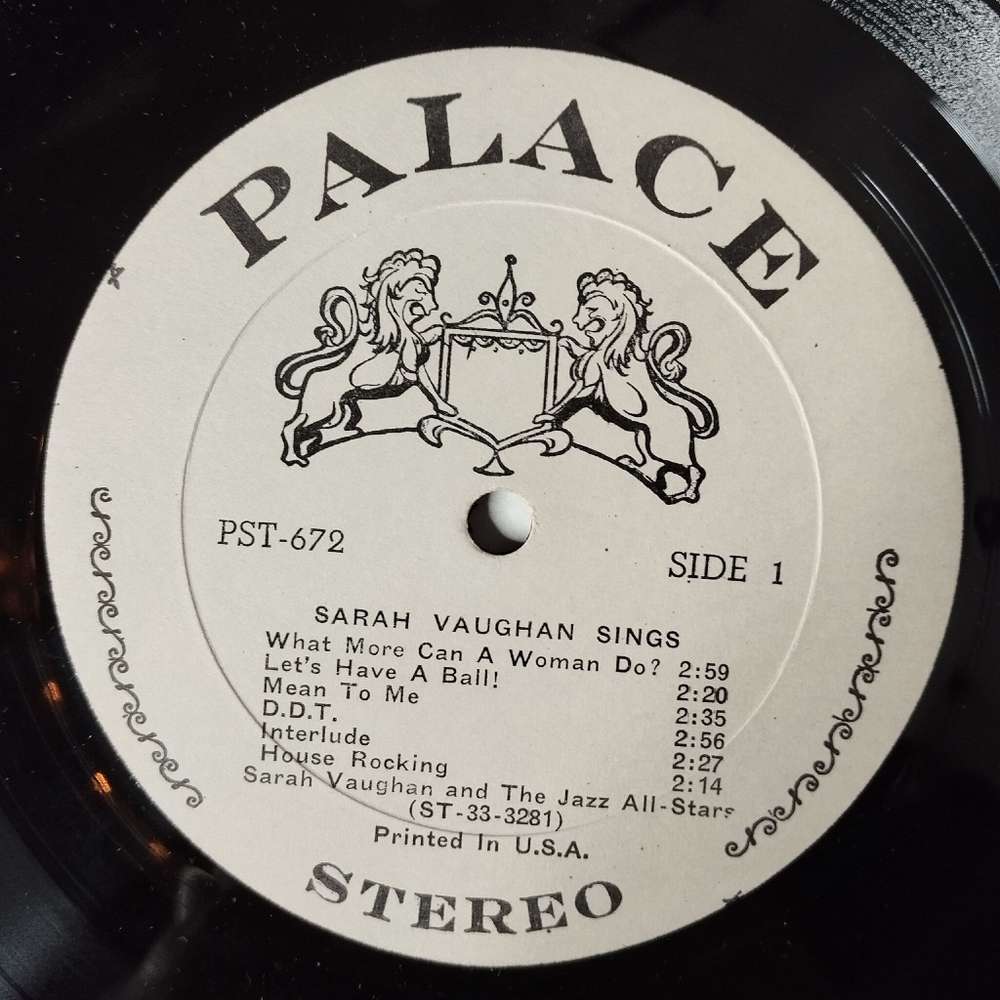 PALACE
PST-672
SIDE 1
SARAH VAUGHAN SINGS
What More Can A Woman Do? 2:59
Let's Have A Ball! 2:20
Mean To Me 2:35
D.D.T. 2:56
Interlude 2:27
House Rocking 2:14
Sarah Vaughan and The Jazz All-Stars
(ST-33-3281)
Printed In U.S.A.
STEREO